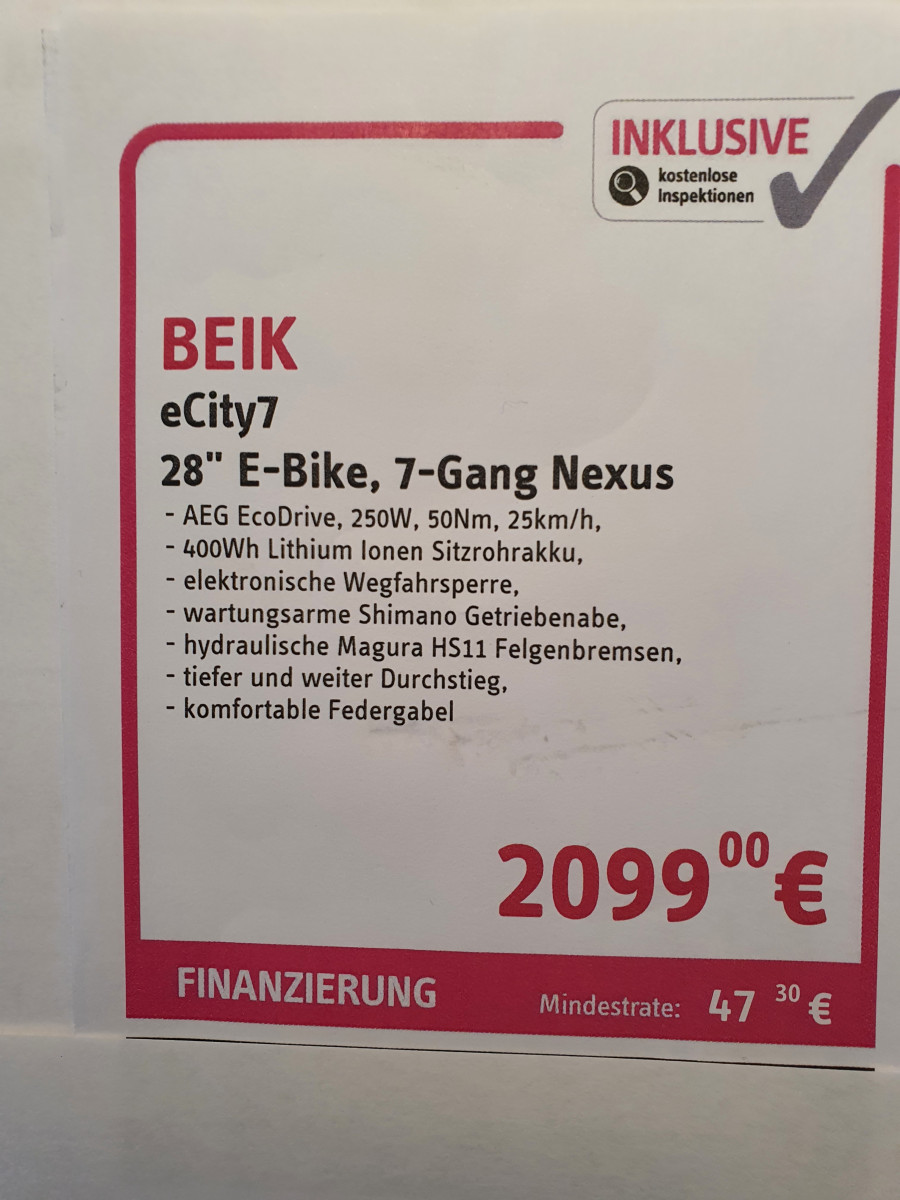 INKLUSIVE
kostenlose
Inspektionen
BEIK
eCity7
28" E-Bike, 7-Gang Nexus
- AEG EcoDrive, 250W, 50Nm, 25km/h,
- 400Wh Lithium Ionen Sitzrohrakku,
- elektronische Wegfahrsperre,
- wartungsarme Shimano Getriebenabe,
- hydraulische Magura HS11 Felgenbremsen,
- tiefer und weiter Durchstieg,
- komfortable Federgabel
2099 00 €
FINANZIERUNG Mindestrate: 47 30 €